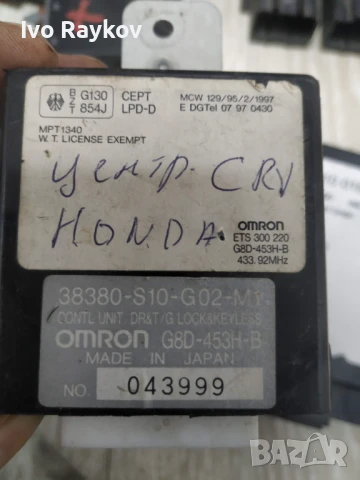 Ivo Raykov
B
Z
T
G130
854J
CEPT
LPD-D
MCW 129/95/2/1997
E DGTel 07 97 0430
MPT1340
W. T. LICENSE EXEMPT
центр. CRV
HONDA
OMRON
ETS 300 220
G8D-453H-B
433.92MHz
38380-S10-G02-M1
CONTL UNIT, DR&T/G LOCK&KEYLESS
OMRON G8D-453H-B
MADE IN JAPAN
NO. 043999
bazar